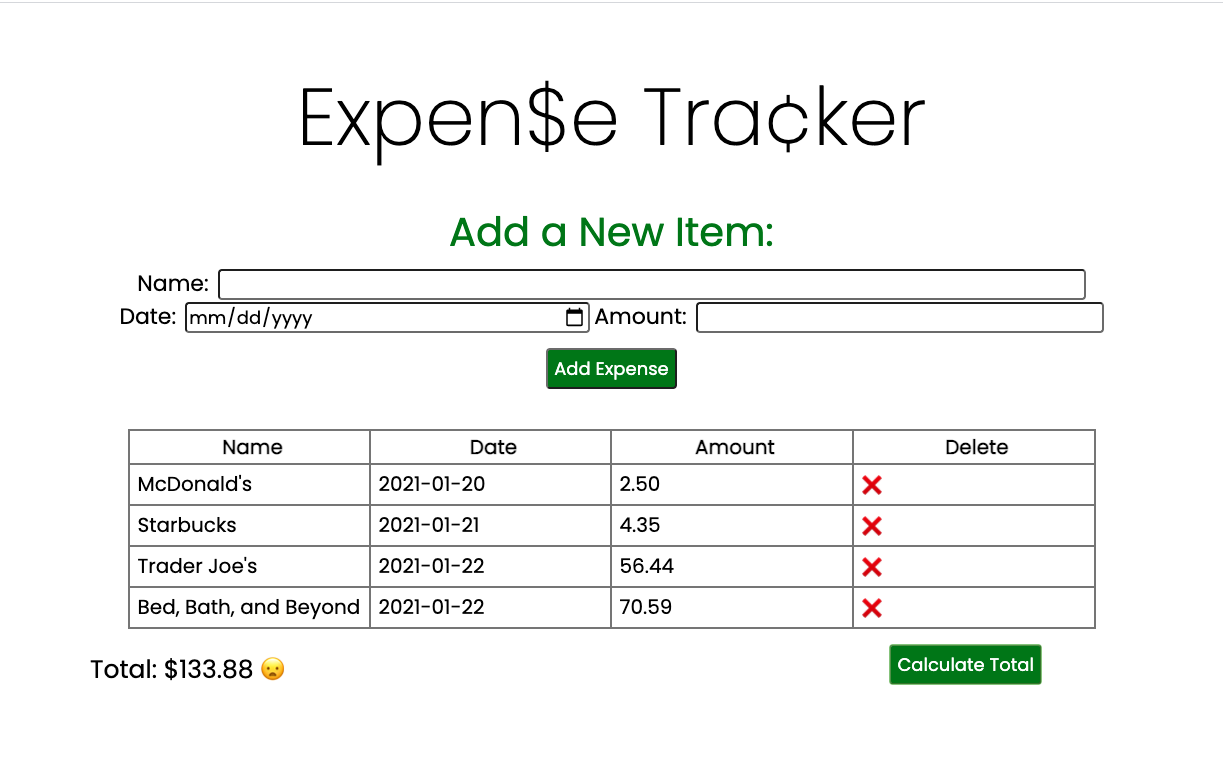 Expen$e Tra¢ker
Add a New Item:
Name:
Date: mm/dd/yyyy Amount:
Add Expense
Name Date Amount Delete
McDonald's 2021-01-20 2.50 ❌
Starbucks 2021-01-21 4.35 ❌
Trader Joe's 2021-01-22 56.44 ❌
Bed, Bath, and Beyond 2021-01-22 70.59 ❌
Total: $133.88 😦 Calculate Total